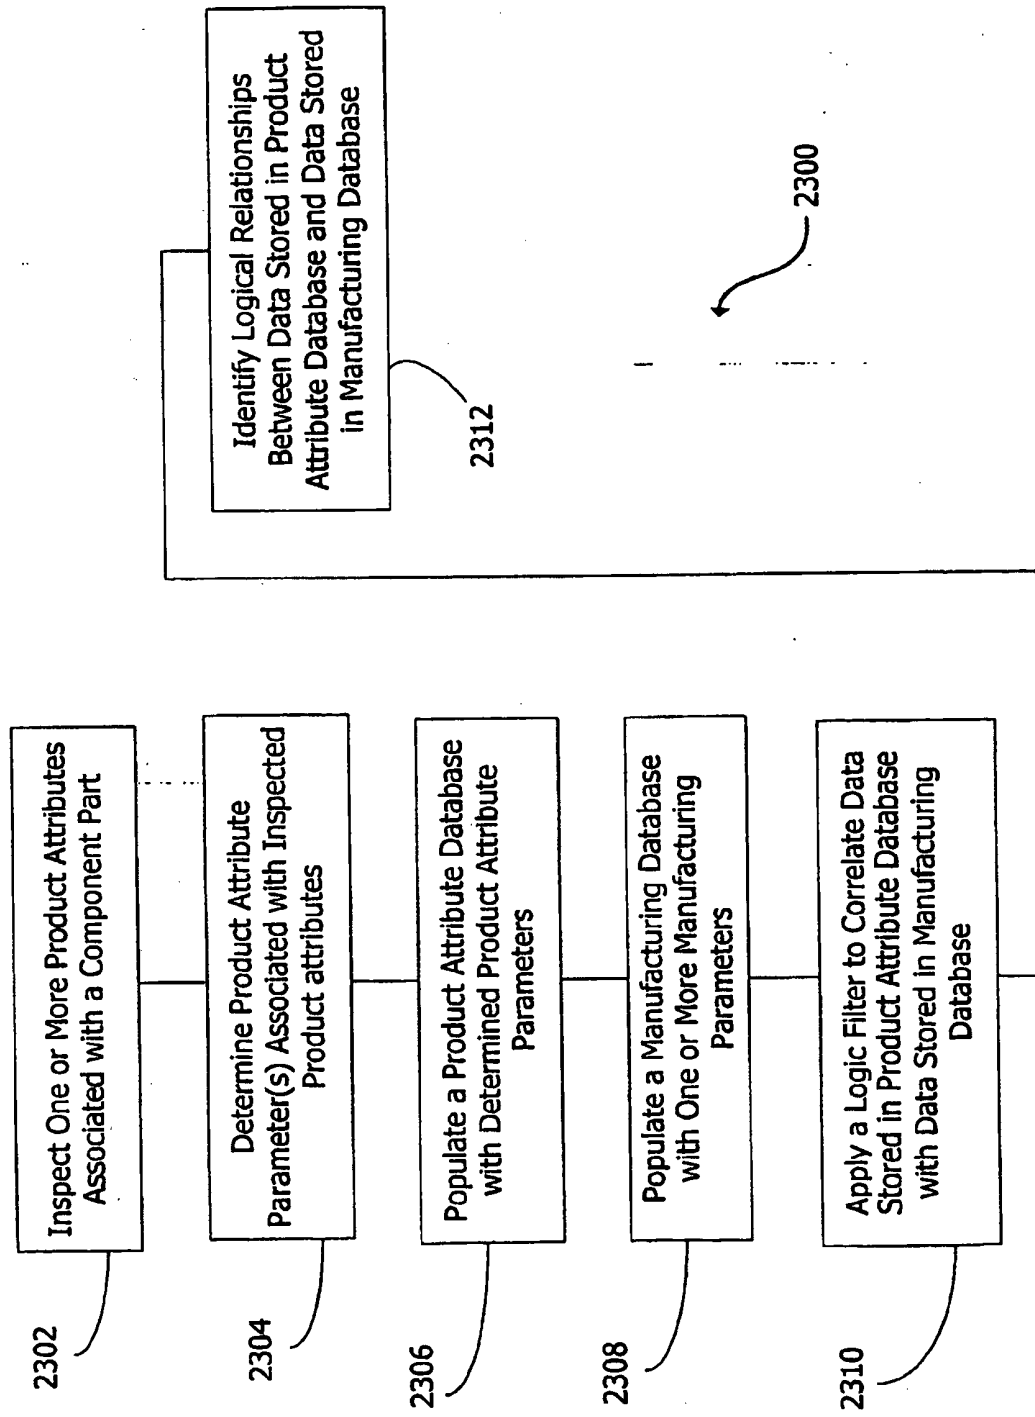 2302
Inspect One or More Product Attributes
Associated with a Component Part
2304
Determine Product Attribute
Parameter(s) Associated with Inspected
Product attributes
2306
Populate a Product Attribute Database
with Determined Product Attribute
Parameters
2308
Populate a Manufacturing Database
with One or More Manufacturing
Parameters
2310
Apply a Logic Filter to Correlate Data
Stored in Product Attribute Database
with Data Stored in Manufacturing
Database
Identify Logical Relationships
Between Data Stored in Product
Attribute Database and Data Stored
in Manufacturing Database
2312
2300